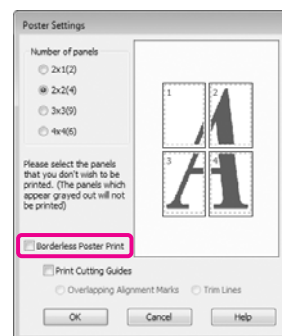 Poster Settings
Number of panels
2x1(2)
2x2(4)
3x3(9)
4x4(6)
1
2
3
4
Please select the panels
that you don't wish to be
printed. (The panels which
appear grayed out will not
be printed)
Borderless Poster Print
Print Cutting Guides
Overlapping Alignment Marks
Trim Lines
OK
Cancel
Help